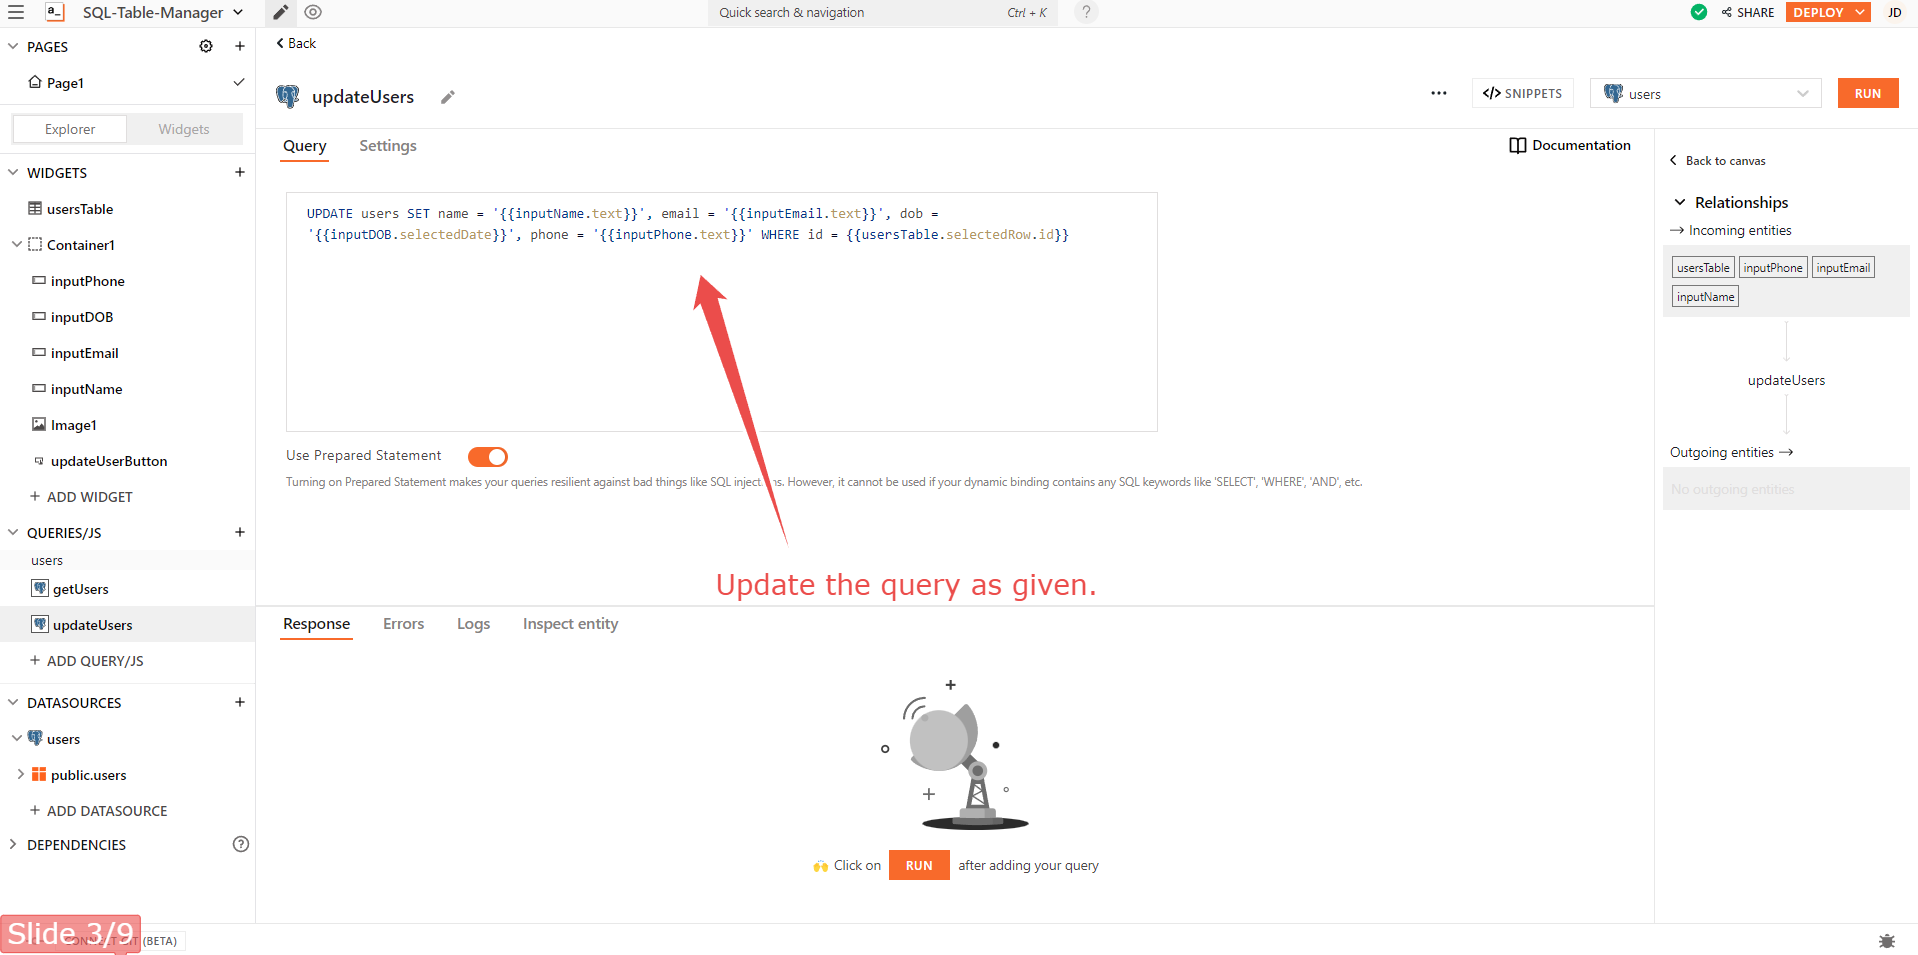 a_
SQL-Table-Manager
Quick search & navigation
Ctrl + K
?
SHARE
DEPLOY
JD
PAGES
Page1
Explorer
Widgets
WIDGETS
usersTable
Container1
inputPhone
inputDOB
inputEmail
inputName
Image1
updateUserButton
+ ADD WIDGET
QUERIES/JS
users
getUsers
updateUsers
+ ADD QUERY/JS
DATASOURCES
users
public.users
+ ADD DATASOURCE
DEPENDENCIES
?
Slide 3/9
(BETA)
Back
updateUsers
</> SNIPPETS
users
RUN
Query
Settings
Documentation
UPDATE users SET name = '{{inputName.text}}', email = '{{inputEmail.text}}', dob =
'{{inputDOB.selectedDate}}', phone = '{{inputPhone.text}}' WHERE id = {{usersTable.selectedRow.id}}
Use Prepared Statement
Turning on Prepared Statement makes your queries resilient against bad things like SQL injections. However, it cannot be used if your dynamic binding contains any SQL keywords like 'SELECT', 'WHERE', 'AND', etc.
Update the query as given.
Response
Errors
Logs
Inspect entity
Click on
RUN
after adding your query
Back to canvas
Relationships
Incoming entities
usersTable
inputPhone
inputEmail
inputName
updateUsers
Outgoing entities
No outgoing entities